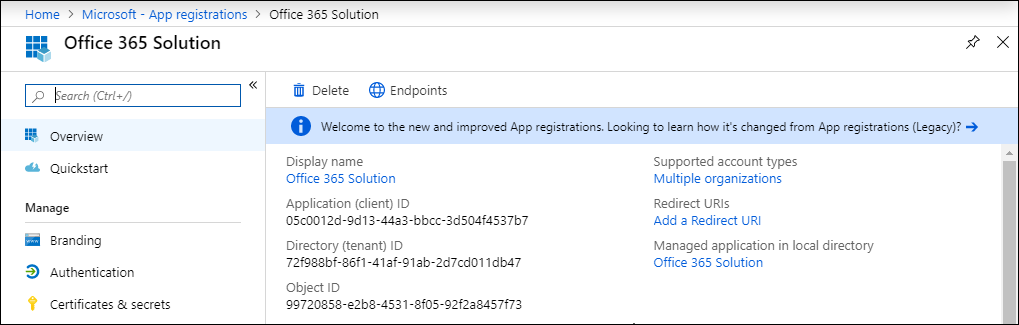 Home > Microsoft - App registrations > Office 365 Solution
Office 365 Solution
Search (Ctrl+/)
«
Overview
Quickstart
Manage
Branding
Authentication
Certificates & secrets
Delete
Endpoints
Welcome to the new and improved App registrations. Looking to learn how it's changed from App registrations (Legacy)? →
Display name
Office 365 Solution
Application (client) ID
05c0012d-9d13-44a3-bbcc-3d504f4537b7
Directory (tenant) ID
72f988bf-86f1-41af-91ab-2d7cd011db47
Object ID
99720858-e2b8-4531-8f05-92f2a8457f73
Supported account types
Multiple organizations
Redirect URIs
Add a Redirect URI
Managed application in local directory
Office 365 Solution